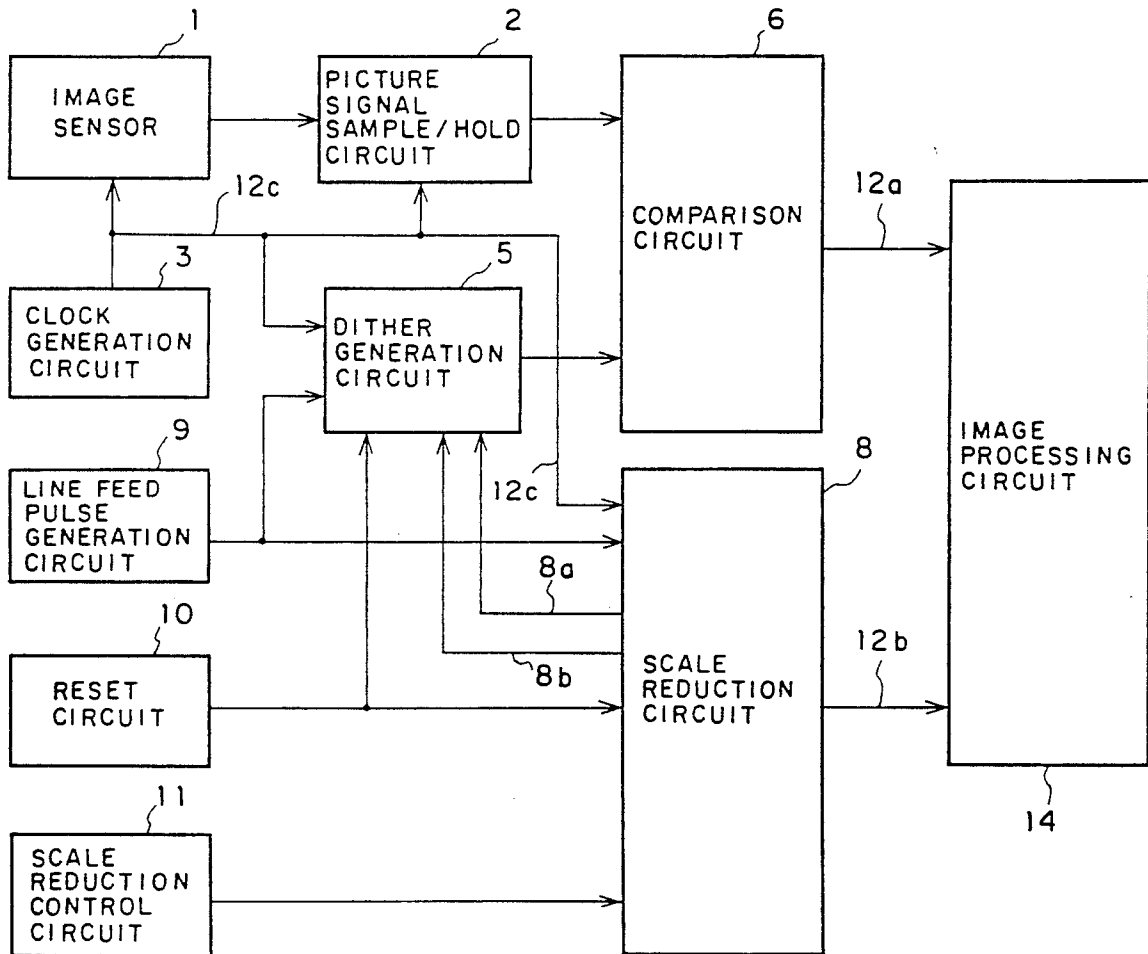 1
2
6
IMAGE
SENSOR
PICTURE
SIGNAL
SAMPLE/HOLD
CIRCUIT
12c
12a
COMPARISON
CIRCUIT
3
5
CLOCK
GENERATION
CIRCUIT
DITHER
GENERATION
CIRCUIT
9
8
IMAGE
PROCESSING
CIRCUIT
LINE FEED
PULSE
GENERATION
CIRCUIT
12c
8a
10
8b
12b
RESET
CIRCUIT
SCALE
REDUCTION
CIRCUIT
11
14
SCALE
REDUCTION
CONTROL
CIRCUIT